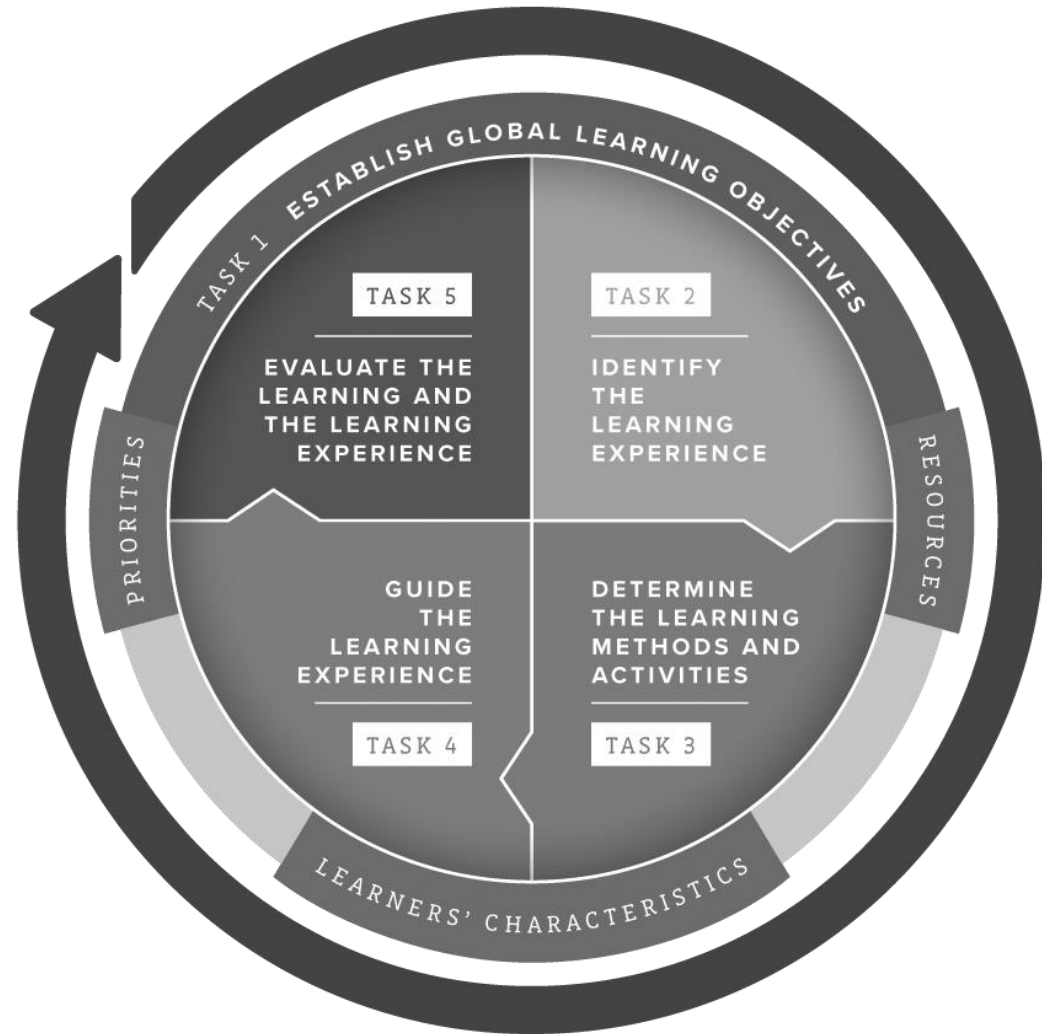 TASK 1 ESTABLISH GLOBAL LEARNING OBJECTIVES
TASK 5
EVALUATE THE
LEARNING AND
THE LEARNING
EXPERIENCE
TASK 2
IDENTIFY
THE
LEARNING
EXPERIENCE
PRIORITIES
RESOURCES
GUIDE
THE
LEARNING
EXPERIENCE
TASK 4
DETERMINE
THE LEARNING
METHODS AND
ACTIVITIES
TASK 3
LEARNERS’ CHARACTERISTICS